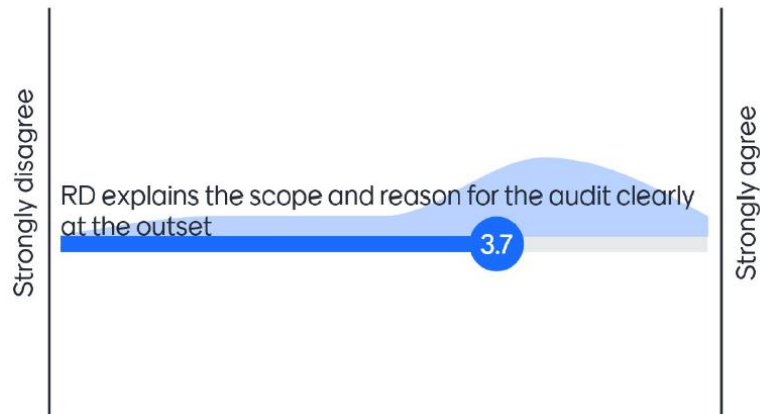 Strongly disagree
RD explains the scope and reason for the audit clearly
at the outset
3.7
Strongly agree